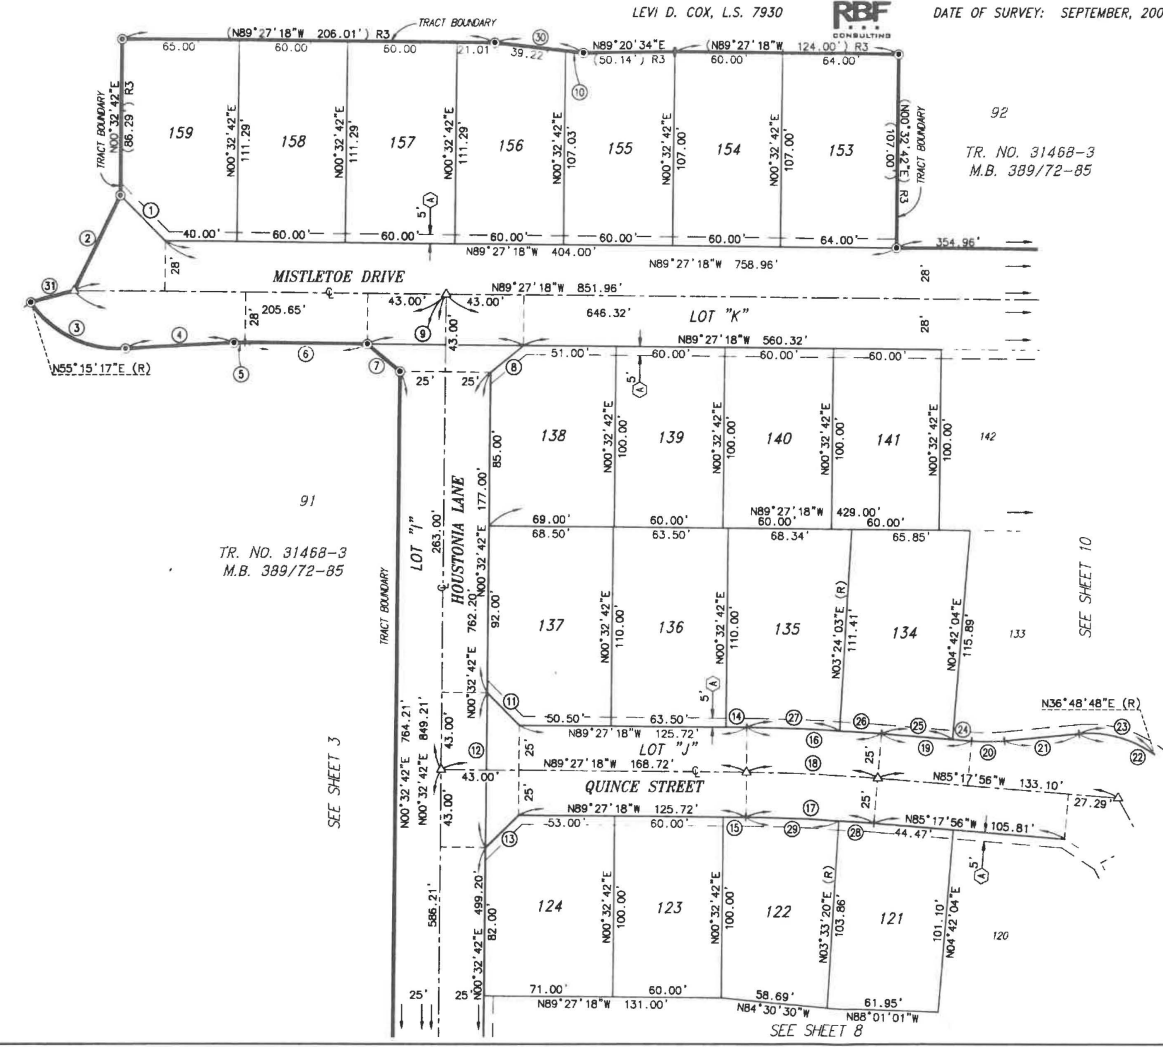 LEVI D. COX, L.S. 7930
RBF
CONSULTING
DATE OF SURVEY: SEPTEMBER, 200
TRACT BOUNDARY
(N89°27'18"W 206.01') R3
65.00'
60.00'
60.00
21.01'
30
39.22'
N89°20'34"E
(50.14') R3
(N89°27'18"W 124.00') R3
60.00'
64.00'
10
TRACT BOUNDARY
N00°32'42"E
(86.29') R3
159
N00°32'42"E
111.29'
158
N00°32'42"E
111.29'
157
N00°32'42"E
111.29'
156
N00°32'42"E
107.03'
155
N00°32'42"E
107.00'
154
N00°32'42"E
107.00'
153
(N00°32'42"E) R3
(107.00')
TRACT BOUNDARY
92
TR. NO. 31468-3
M.B. 389/72-85
1
2
5'
A
40.00'
60.00'
60.00'
60.00'
60.00'
60.00'
64.00'
354.96'
N89°27'18"W 404.00'
N89°27'18"W 758.96'
28'
28'
MISTLETOE DRIVE
31
43.00'
43.00'
N89°27'18"W 851.96'
205.65'
28'
9
43.00'
646.32'
LOT "K"
28'
3
4
5
6
7
8
N55°15'17"E (R)
N89°27'18"W 560.32'
51.00'
60.00'
60.00'
60.00'
5'
A
25'
25'
85.00'
138
N00°32'42"E
100.00'
139
N00°32'42"E
100.00'
140
N00°32'42"E
100.00'
141
N00°32'42"E
100.00'
142
91
TR. NO. 31468-3
M.B. 389/72-85
LOT "I"
263.00'
HOUSTONIA LANE
N00°32'42"E 177.00'
N89°27'18"W 429.00'
69.00'
60.00'
60.00'
60.00'
68.50'
63.50'
68.34'
65.85'
TRACT BOUNDARY
92.00'
137
N00°32'42"E
110.00'
136
N00°32'42"E
110.00'
135
N03°24'03"E (R)
111.41'
134
N04°42'04"E
115.89'
133
SEE SHEET 10
N00°32'42"E 762.20'
5'
A
N36°48'48"E (R)
11
50.50'
63.50'
14
27
26
25
24
23
N89°27'18"W 125.72'
16
19
20
21
22
SEE SHEET 3
N00°32'42"E 764.21'
N00°32'42"E 849.21'
43.00'
12
25'
LOT "J"
25'
43.00'
N89°27'18"W 168.72'
18
N85°17'56"W 133.10'
43.00'
25'
QUINCE STREET
25'
27.29'
N89°27'18"W 125.72'
17
N85°17'56"W 105.81'
13
53.00'
60.00'
15
29
28
44.47'
5'
A
586.21'
N00°32'42"E 499.20'
82.00'
124
N00°32'42"E
100.00'
123
N00°32'42"E
100.00'
122
N03°33'20"E (R)
103.86'
121
101.10'
N04°42'04"E
120
25'
25'
71.00'
60.00'
58.69'
61.95'
N89°27'18"W 131.00'
N84°30'30"W
N88°01'01"W
SEE SHEET 8